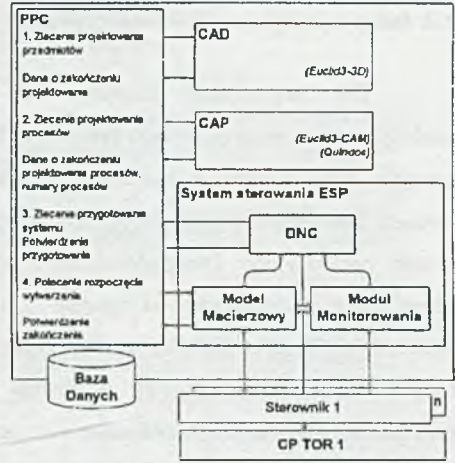 PPC
1. Zlecenie projektowania
przedmiotów
Dane o zakończeniu
projektowania
2. Zlecenie projektowania
procesów
Dane o zakończeniu
projektowania procesów,
numery procesów
3. Zlecenie przygotowania
systemu
Potwierdzenie
przygotowania
4. Polecenie rozpoczęcia
wytwarzania
Potwierdzenie
zakończenia
CAD
(Euclid3-3D)
CAP
(Euclid3-CAM)
(Quindos)
System sterowania ESP
DNC
Model
Macierzowy
Moduł
Monitorowania
Baza
Danych
Sterownik 1
n
CP TOR 1